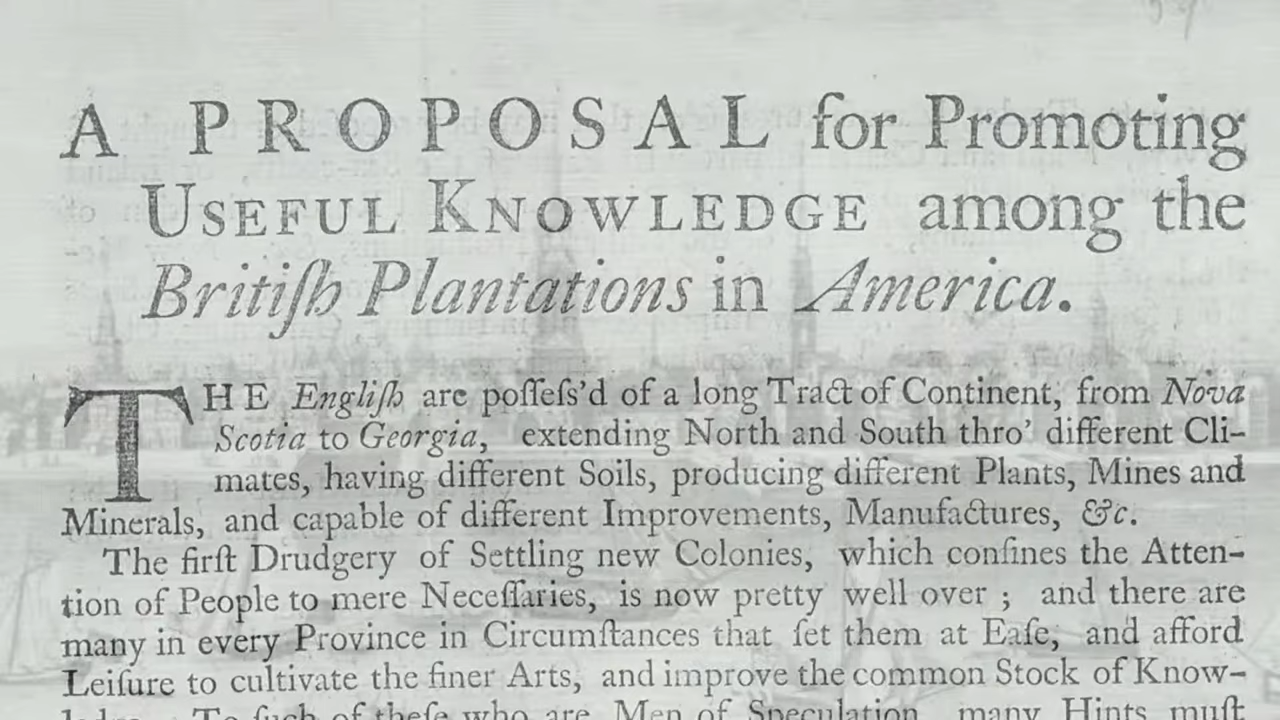 A PROPOSAL for Promoting
USEFUL KNOWLEDGE among the
Britiſh Plantations in America.
THE Engliſh are poſſeſs'd of a long Tract of Continent, from Nova
Scotia to Georgia, extending North and South thro' different Cli-
mates, having different Soils, producing different Plants, Mines and
Minerals, and capable of different Improvements, Manufactures, &c.
The firſt Drudgery of Settling new Colonies, which confines the Atten-
tion of People to mere Neceſſaries, is now pretty well over ; and there are
many in every Province in Circumſtances that ſet them at Eaſe, and afford
Leiſure to cultivate the finer Arts, and improve the common Stock of Know-
ledge. To ſuch of theſe who are Men of Speculation, many Hints muſt